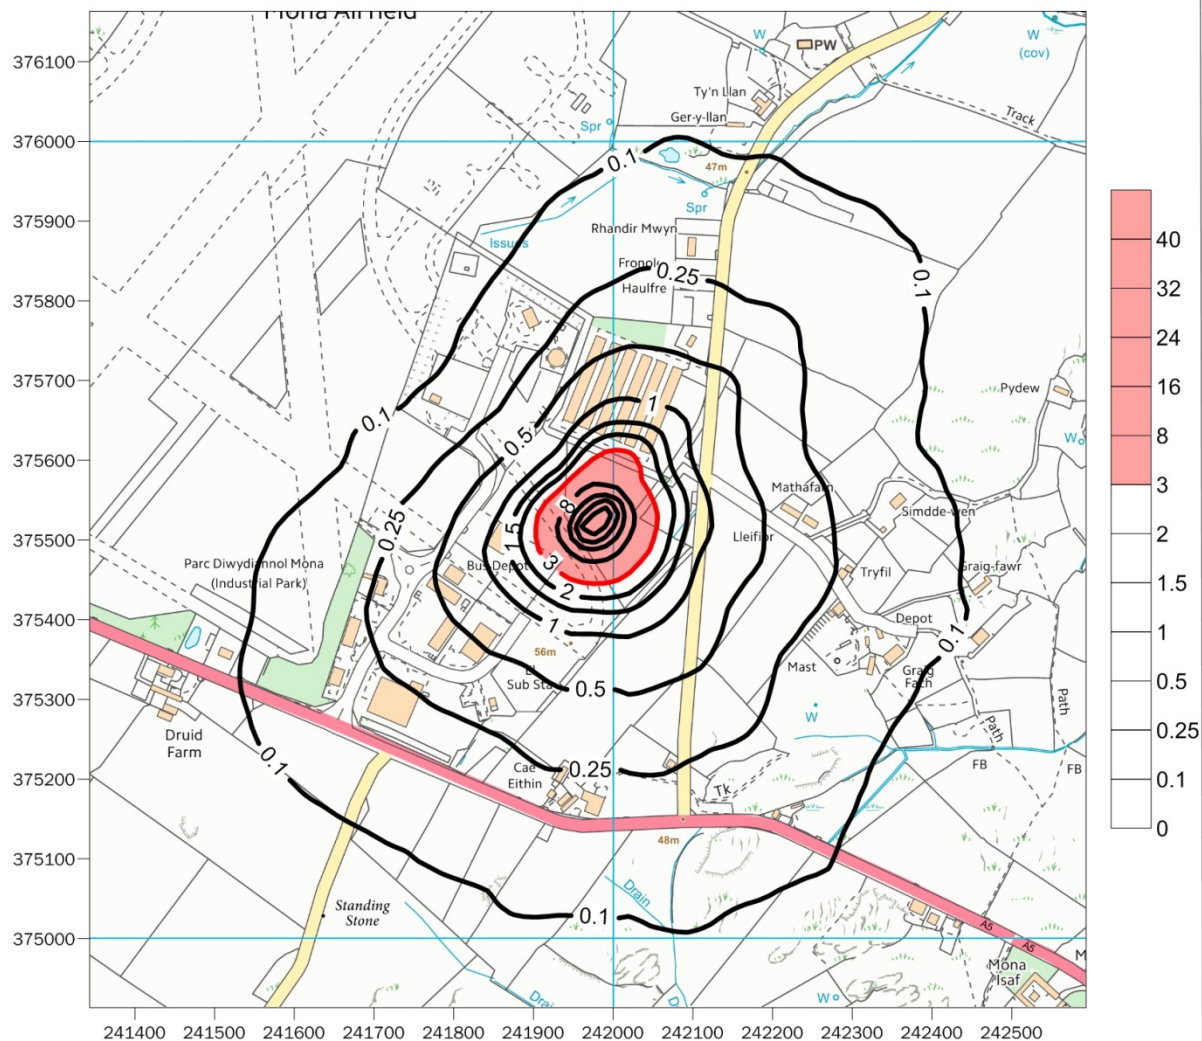 Mona Airfield
376100
376000
375900
375800
375700
375600
375500
375400
375300
375200
375100
375000
241400 241500 241600 241700 241800 241900 242000 242100 242200 242300 242400 242500
W
PW
W
(cov)
Ty'n Llan
Ger-y-llan
Track
Spr
0.1
47m
Spr
Rhandir Mwyn
Issues
0.25
Haulfre
0.1
Pydew
0.1
0.5
1
W
Mathafarn
Simdde-wen
8
1.5
0.25
Lleifior
Parc Diwydiannol Mona
(Industrial Park)
Bus Depot
3
2
Tryfil
Graig-fawr
Depot
1
56m
0.1
Mast
Graig
Fach
Sub Sta
0.5
Path
Path
W
Druid
Farm
0.1
Cae
Eithin
0.25
Tk
FB
FB
48m
Drain
Standing
Stone
0.1
A5
A5
Mona
Isaf
M
W
Drai
D
40
32
24
16
8
3
2
1.5
1
0.5
0.25
0.1
0